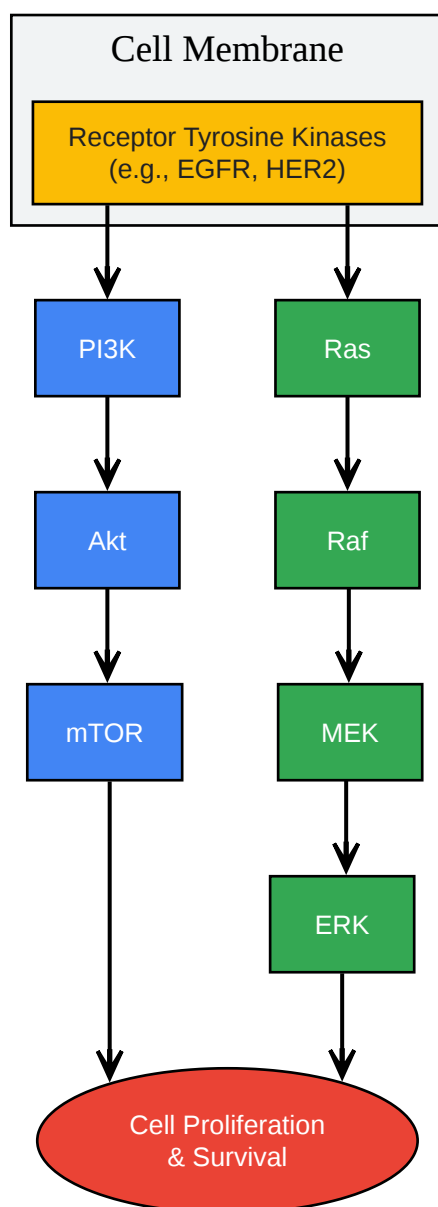 Cell Membrane
Receptor Tyrosine Kinases
(e.g., EGFR, HER2)
PI3K
Ras
Akt
Raf
mTOR
MEK
ERK
Cell Proliferation
& Survival